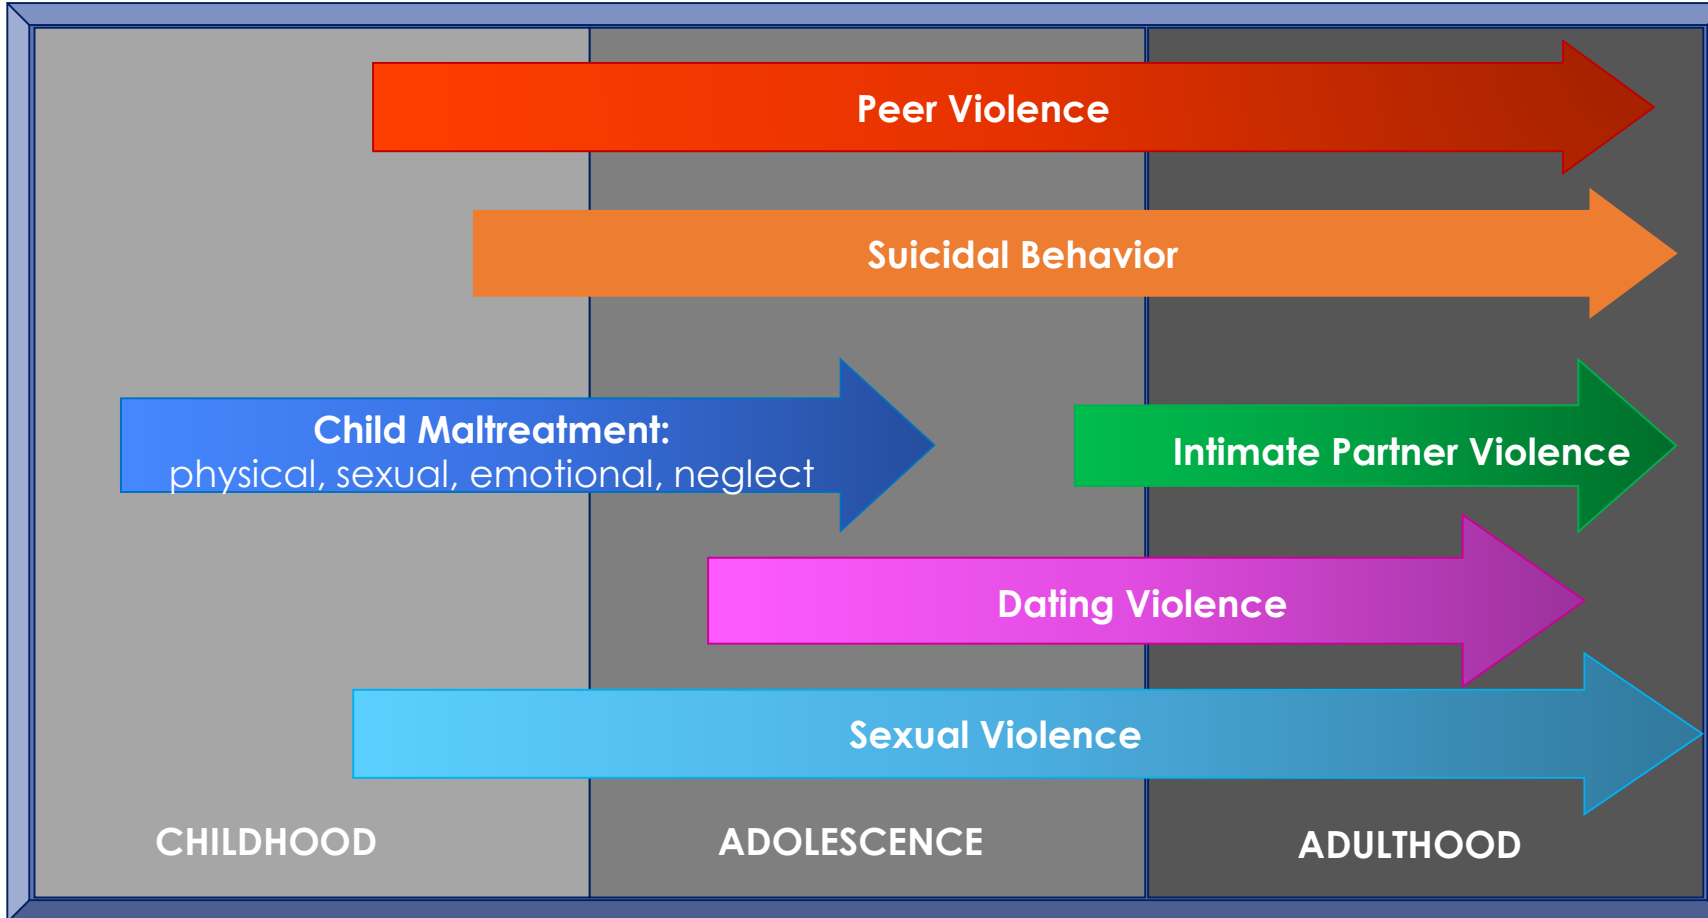 Peer Violence
Suicidal Behavior
Child Maltreatment:
physical, sexual, emotional, neglect
Intimate Partner Violence
Dating Violence
Sexual Violence
CHILDHOOD
ADOLESCENCE
ADULTHOOD